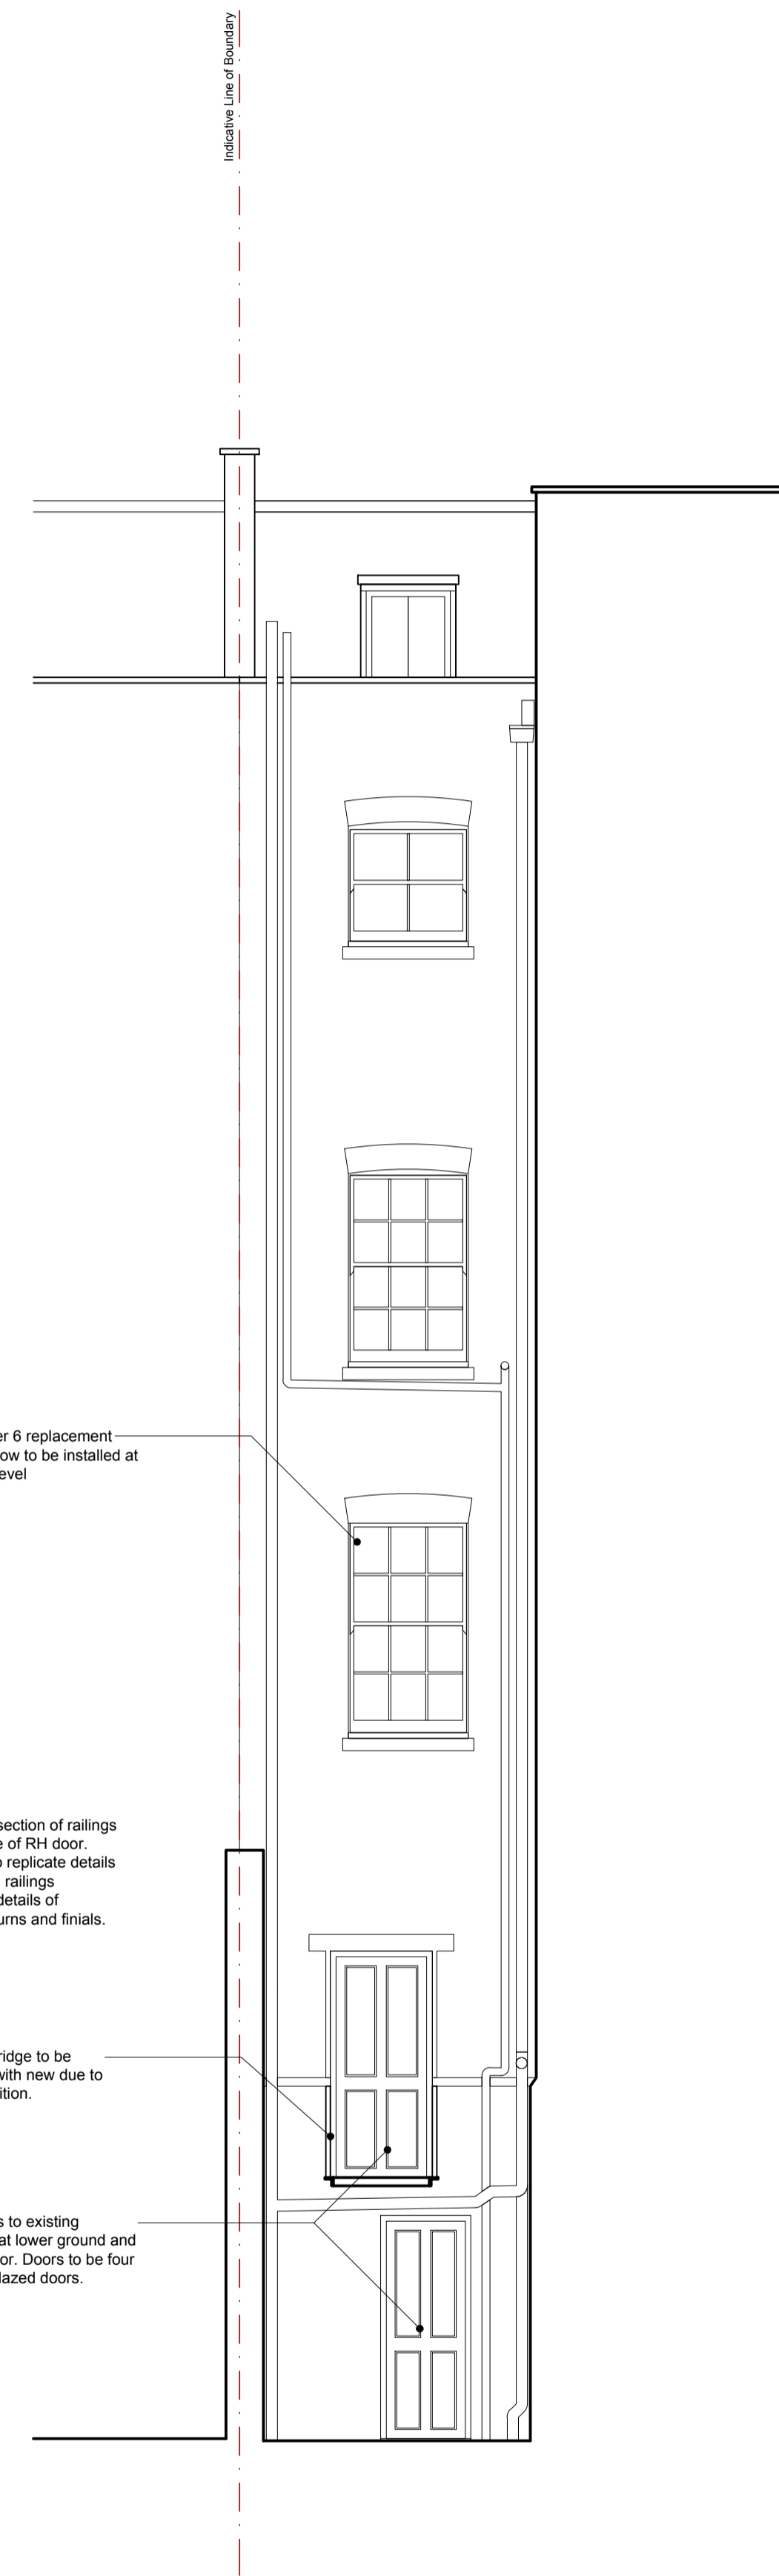 Indicative Line of Boundary
er 6 replacement
ow to be installed at
evel
section of railings
e of RH door.
o replicate details
railings
details of
urns and finials.
ridge to be
with new due to
ition.
s to existing
at lower ground and
or. Doors to be four
lazed doors.